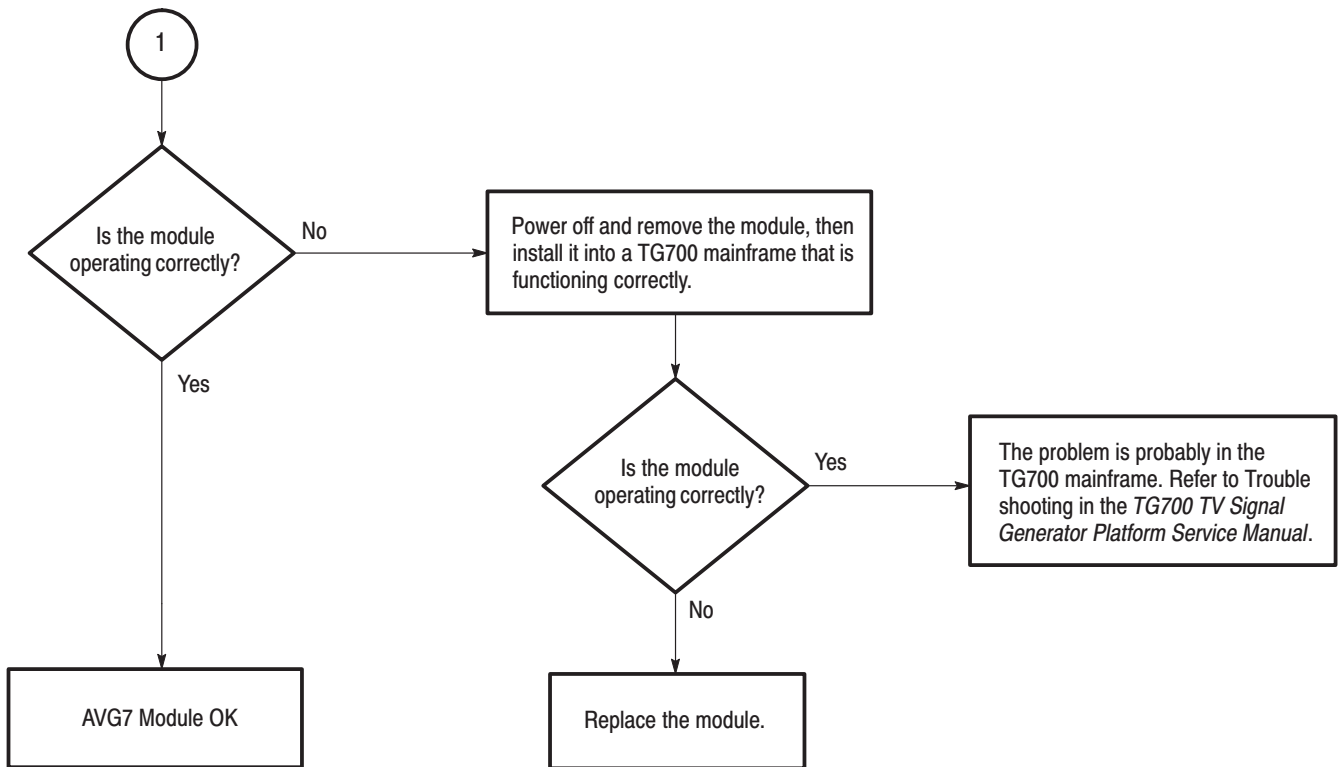 1
Is the module
operating correctly?
No
Power off and remove the module, then
install it into a TG700 mainframe that is
functioning correctly.
Yes
Is the module
operating correctly?
Yes
The problem is probably in the
TG700 mainframe. Refer to Trouble
shooting in the TG700 TV Signal
Generator Platform Service Manual.
No
AVG7 Module OK
Replace the module.